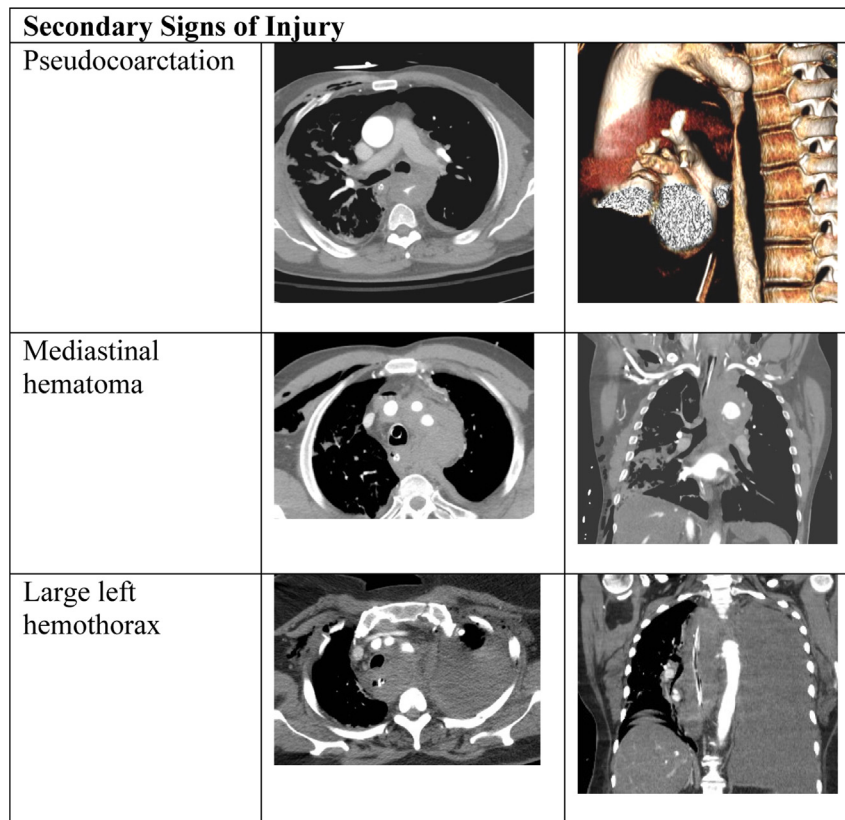 Secondary Signs of Injury
Pseudocoarctation
Mediastinal
hematoma
Large left
hemothorax